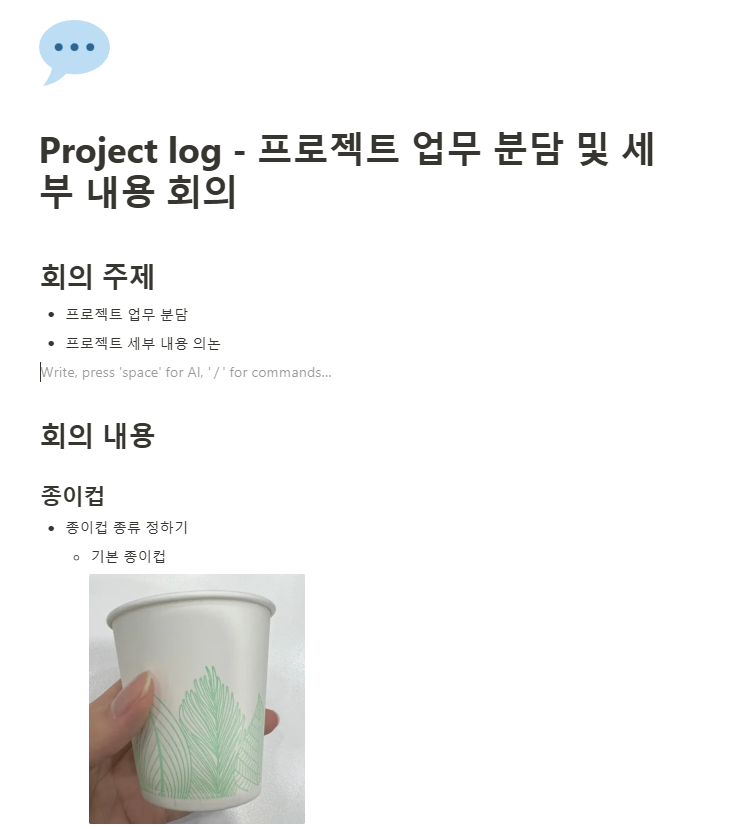 Project log - 프로젝트 업무 분담 및 세
부 내용 회의
회의 주제
• 프로젝트 업무 분담
• 프로젝트 세부 내용 의논
Write, press 'space' for AI, '/' for commands...
회의 내용
종이컵
• 종이컵 종류 정하기
◦ 기본 종이컵